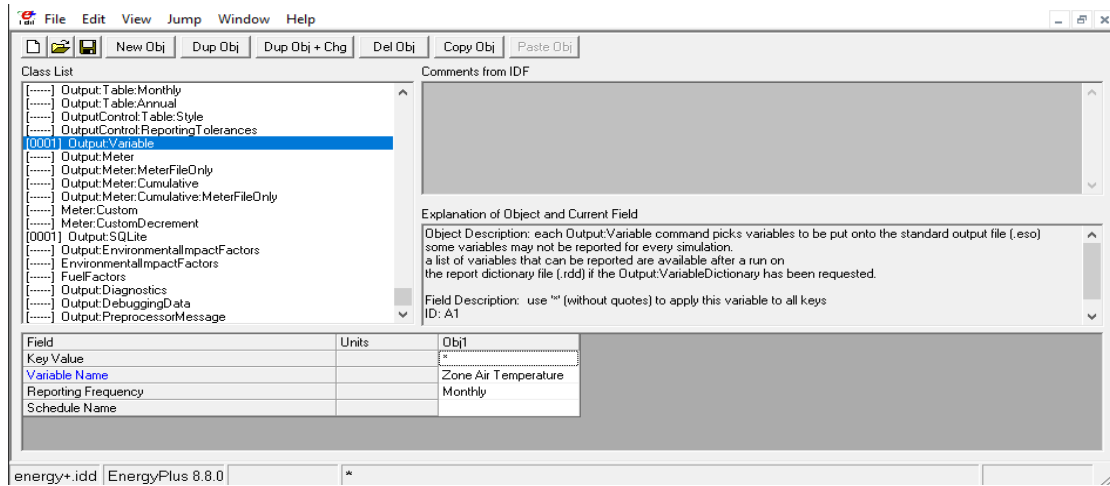 File Edit View Jump Window Help
New Obj Dup Obj Dup Obj + Chg Del Obj Copy Obj Paste Obj
Class List
[------] Output:Table:Monthly
[------] Output:Table:Annual
[------] OutputControl:Table:Style
[------] OutputControl:ReportingTolerances
[0001] Output:Variable
[------] Output:Meter
[------] Output:Meter:MeterFileOnly
[------] Output:Meter:Cumulative
[------] Output:Meter:Cumulative:MeterFileOnly
[------] Meter:Custom
[------] Meter:CustomDecrement
[0001] Output:SQLite
[------] Output:EnvironmentalImpactFactors
[------] EnvironmentalImpactFactors
[------] FuelFactors
[------] Output:Diagnostics
[------] Output:DebuggingData
[------] Output:PreprocessorMessage
Comments from IDF
Explanation of Object and Current Field
Object Description: each Output:Variable command picks variables to be put onto the standard output file (.eso)
some variables may not be reported for every simulation.
a list of variables that can be reported are available after a run on
the report dictionary file (.rdd) if the Output:VariableDictionary has been requested.
Field Description: use '*' (without quotes) to apply this variable to all keys
ID: A1
Field Units Obj1
Key Value *
Variable Name Zone Air Temperature
Reporting Frequency Monthly
Schedule Name
energy+.idd EnergyPlus 8.8.0 *